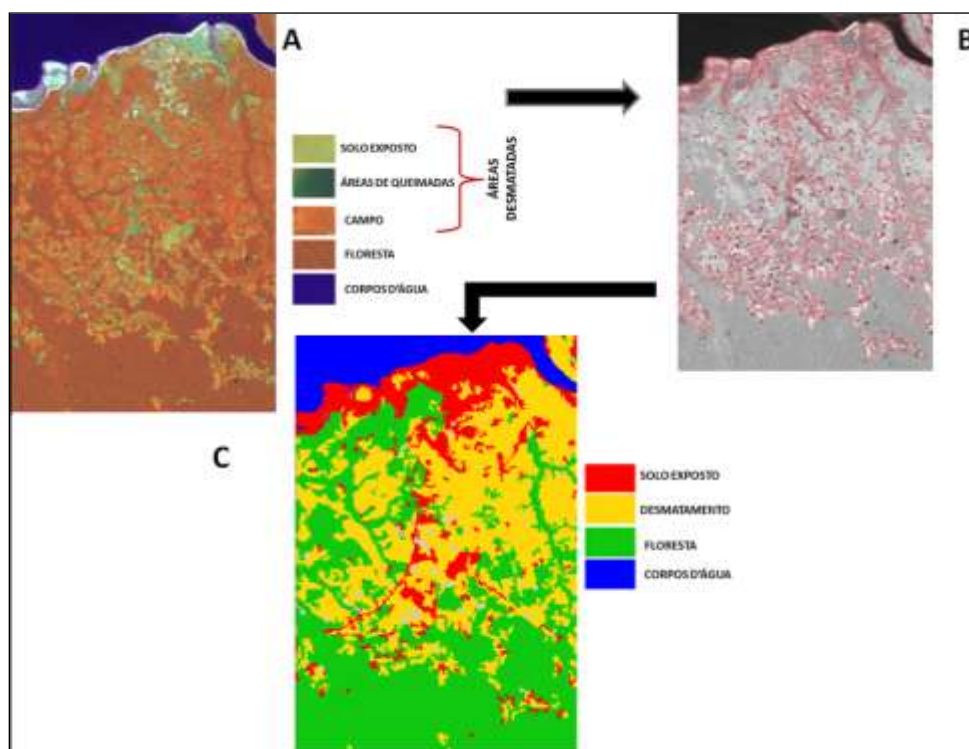 A
B
SOLO EXPOSTO
ÁREAS DE QUEIMADAS
CAMPO
FLORESTA
CORPOS D'ÁGUA
ÁREAS
DESMATADAS
C
SOLO EXPOSTO
DESMATAMENTO
FLORESTA
CORPOS D'ÁGUA